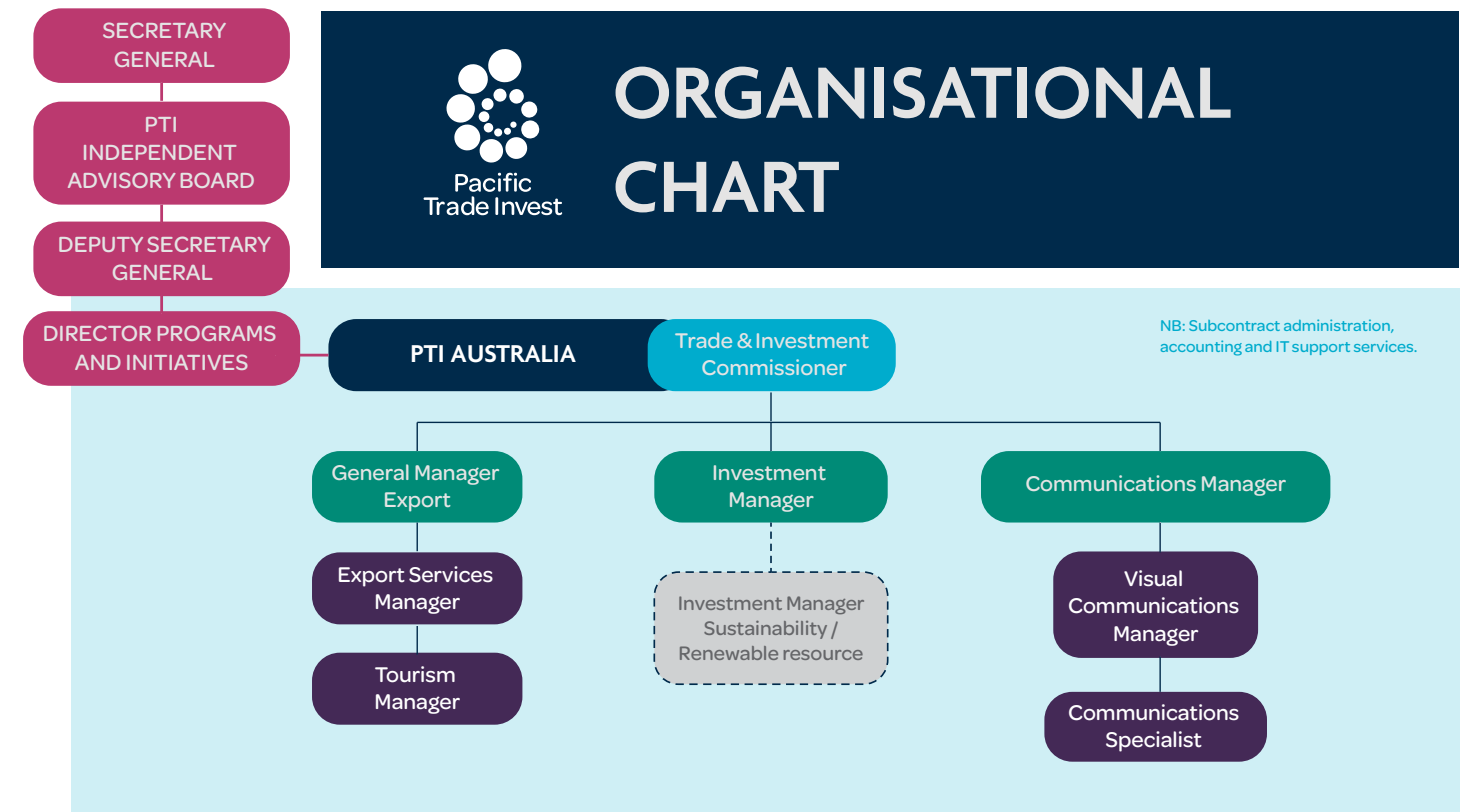 SECRETARY
GENERAL
PTI
INDEPENDENT
ADVISORY BOARD
DEPUTY SECRETARY
GENERAL
DIRECTOR PROGRAMS
AND INITIATIVES
Pacific
Trade Invest
ORGANISATIONAL
CHART
PTI AUSTRALIA
Trade & Investment
Commissioner
NB: Subcontract administration,
accounting and IT support services.
General Manager
Export
Investment
Manager
Communications Manager
Export Services
Manager
Investment Manager
Sustainability /
Renewable resource
Visual
Communications
Manager
Tourism
Manager
Communications
Specialist